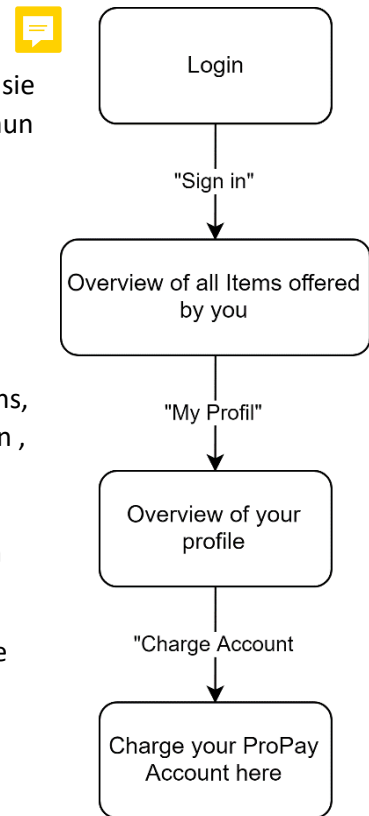 sie
Login
"Sign in"
Overview of all Items offered
by you
"My Profil"
Overview of your
profile
"Charge Account
Charge your ProPay
Account here